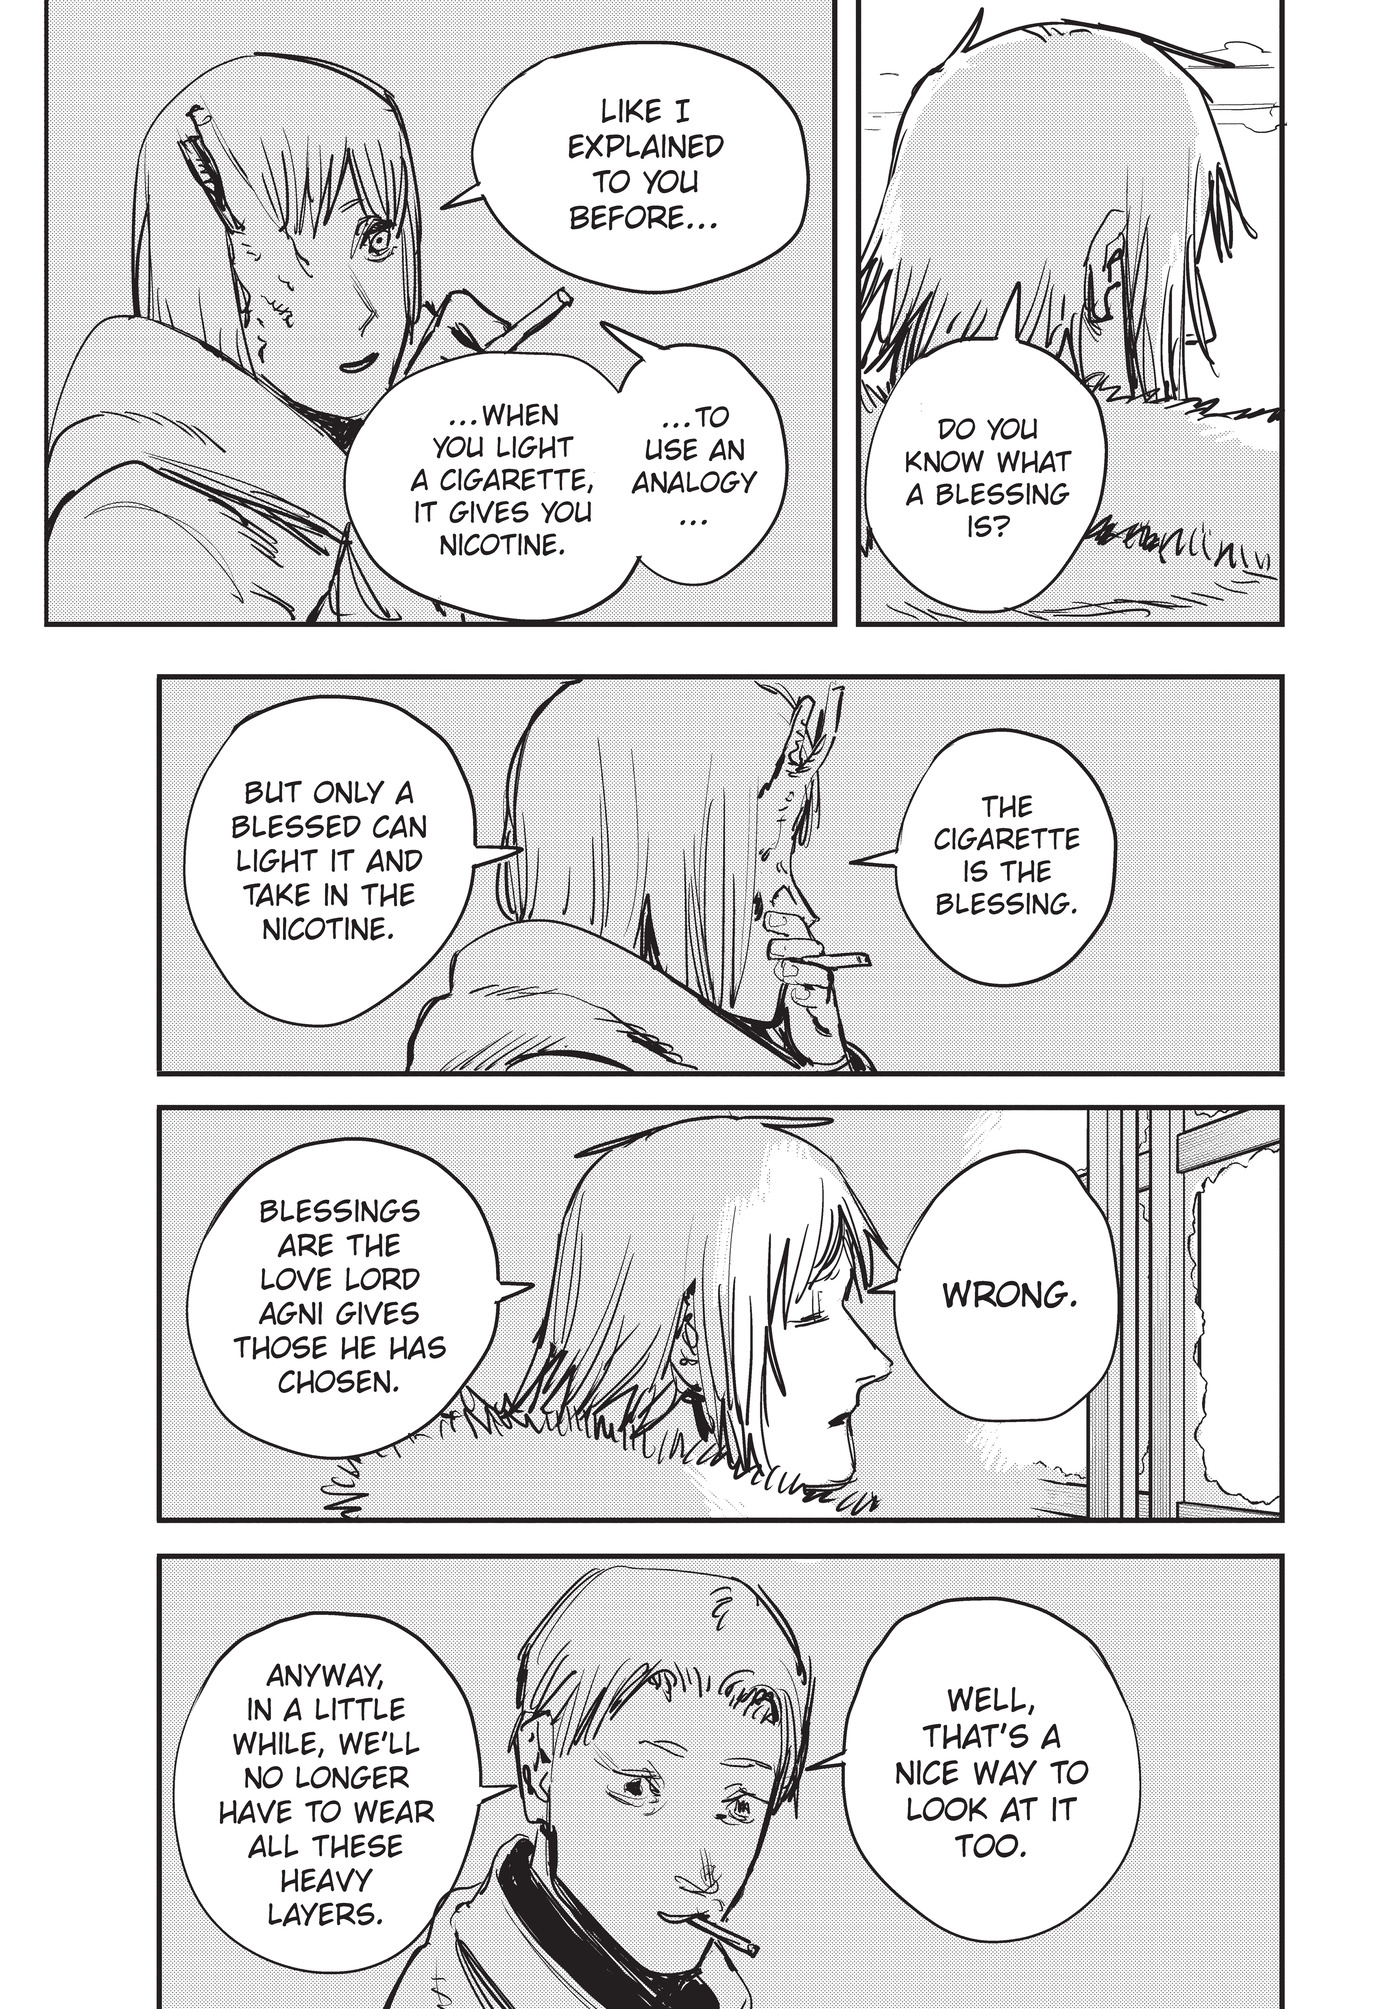 DO YOU
KNOW WHAT
A BLESSING
IS?
LIKE I
EXPLAINED
TO YOU
BEFORE...
...TO
USE AN
ANALOGY
...
...WHEN
YOU LIGHT
A CIGARETTE,
IT GIVES YOU
NICOTINE.
THE
CIGARETTE
IS THE
BLESSING.
BUT ONLY A
BLESSED CAN
LIGHT IT AND
TAKE IN THE
NICOTINE.
WRONG.
BLESSINGS
ARE THE
LOVE LORD
AGNI GIVES
THOSE HE HAS
CHOSEN.
WELL,
THAT'S A
NICE WAY TO
LOOK AT IT
TOO.
ANYWAY,
IN A LITTLE
WHILE, WE'LL
NO LONGER
HAVE TO WEAR
ALL THESE
HEAVY
LAYERS.